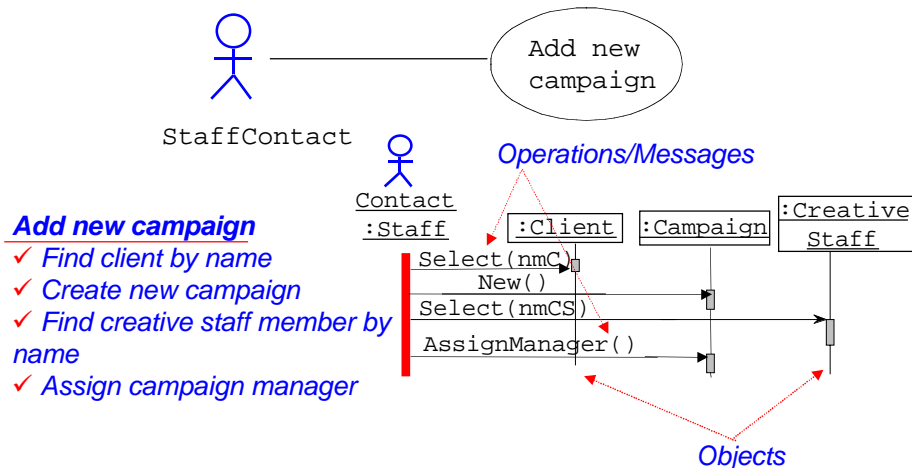 Add new
campaign
StaffContact
Operations/Messages
Contact
:Staff
:Client
:Campaign
:Creative
Staff
Add new campaign
✓ Find client by name
✓ Create new campaign
✓ Find creative staff member by
name
✓ Assign campaign manager
Select(nmC)
New()
Select(nmCS)
AssignManager()
Objects